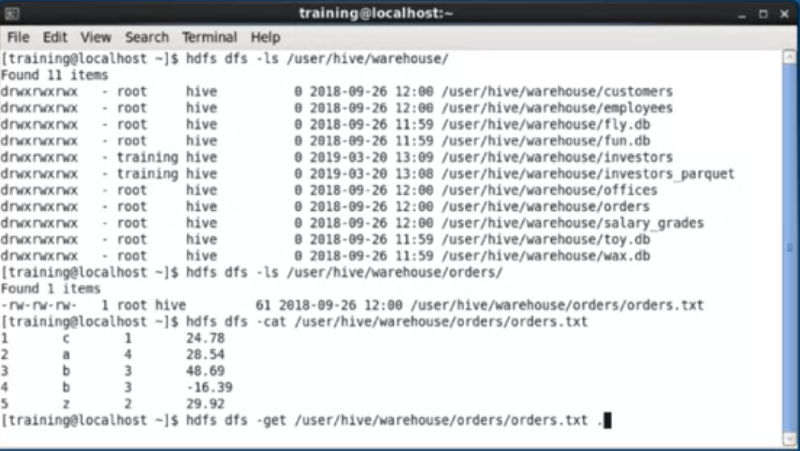 training@localhost:~
File Edit View Search Terminal Help
[training@localhost ~]$ hdfs dfs -ls /user/hive/warehouse/
Found 11 items
drwxrwxrwx - root hive 0 2018-09-26 12:00 /user/hive/warehouse/customers
drwxrwxrwx - root hive 0 2018-09-26 12:00 /user/hive/warehouse/employees
drwxrwxrwx - root hive 0 2018-09-26 11:59 /user/hive/warehouse/fly.db
drwxrwxrwx - root hive 0 2018-09-26 11:59 /user/hive/warehouse/fun.db
drwxrwxrwx - training hive 0 2019-03-20 13:09 /user/hive/warehouse/investors
drwxrwxrwx - training hive 0 2019-03-20 13:08 /user/hive/warehouse/investors_parquet
drwxrwxrwx - root hive 0 2018-09-26 12:00 /user/hive/warehouse/offices
drwxrwxrwx - root hive 0 2018-09-26 12:00 /user/hive/warehouse/orders
drwxrwxrwx - root hive 0 2018-09-26 12:00 /user/hive/warehouse/salary_grades
drwxrwxrwx - root hive 0 2018-09-26 11:59 /user/hive/warehouse/toy.db
drwxrwxrwx - root hive 0 2018-09-26 11:59 /user/hive/warehouse/wax.db
[training@localhost ~]$ hdfs dfs -ls /user/hive/warehouse/orders/
Found 1 items
-rw-rw-rw- 1 root hive 61 2018-09-26 12:00 /user/hive/warehouse/orders/orders.txt
[training@localhost ~]$ hdfs dfs -cat /user/hive/warehouse/orders/orders.txt
1 c 1 24.78
2 a 4 28.54
3 b 3 48.69
4 b 3 -16.39
5 z 2 29.92
[training@localhost ~]$ hdfs dfs -get /user/hive/warehouse/orders/orders.txt .